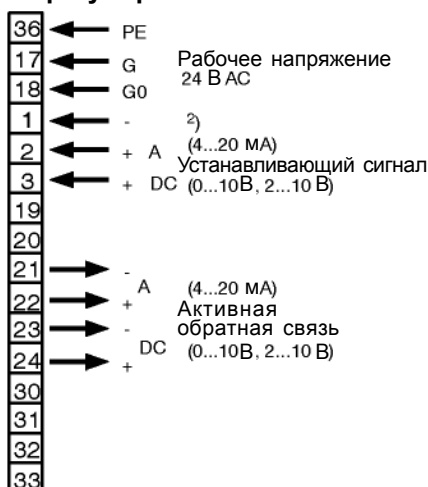 36 PE
17 G Рабочее напряжение
18 G0 24 В AC
1 - 2)
2 + A (4...20 мА)
Устанавливающий сигнал
3 + DC (0...10В, 2...10 В)
19
20
21 -
A (4...20 мА)
22 +
Активная
23 - обратная связь
DC (0...10В, 2...10 В)
24 +
30
31
32
33